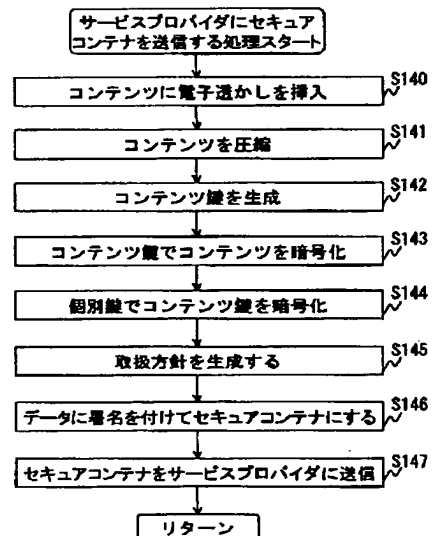 サービスプロバイダにセキュア
コンテナを送信する処理スタート
S140
コンテンツに電子透かしを挿入
S141
コンテンツを圧縮
S142
コンテンツ鍵を生成
S143
コンテンツ鍵でコンテンツを暗号化
S144
個別鍵でコンテンツ鍵を暗号化
S145
取扱方針を生成する
S146
データに署名を付けてセキュアコンテナにする
S147
セキュアコンテナをサービスプロバイダに送信
リターン